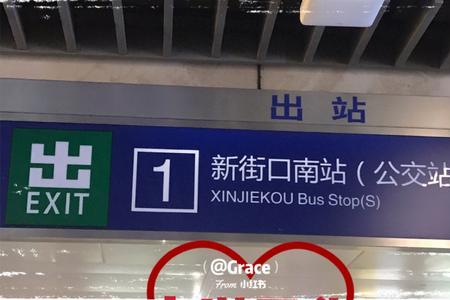 出站
出
EXIT
1
新街口南站（公交站
XINJIEKOU Bus Stop(S)
(@Grace)
From 小红书